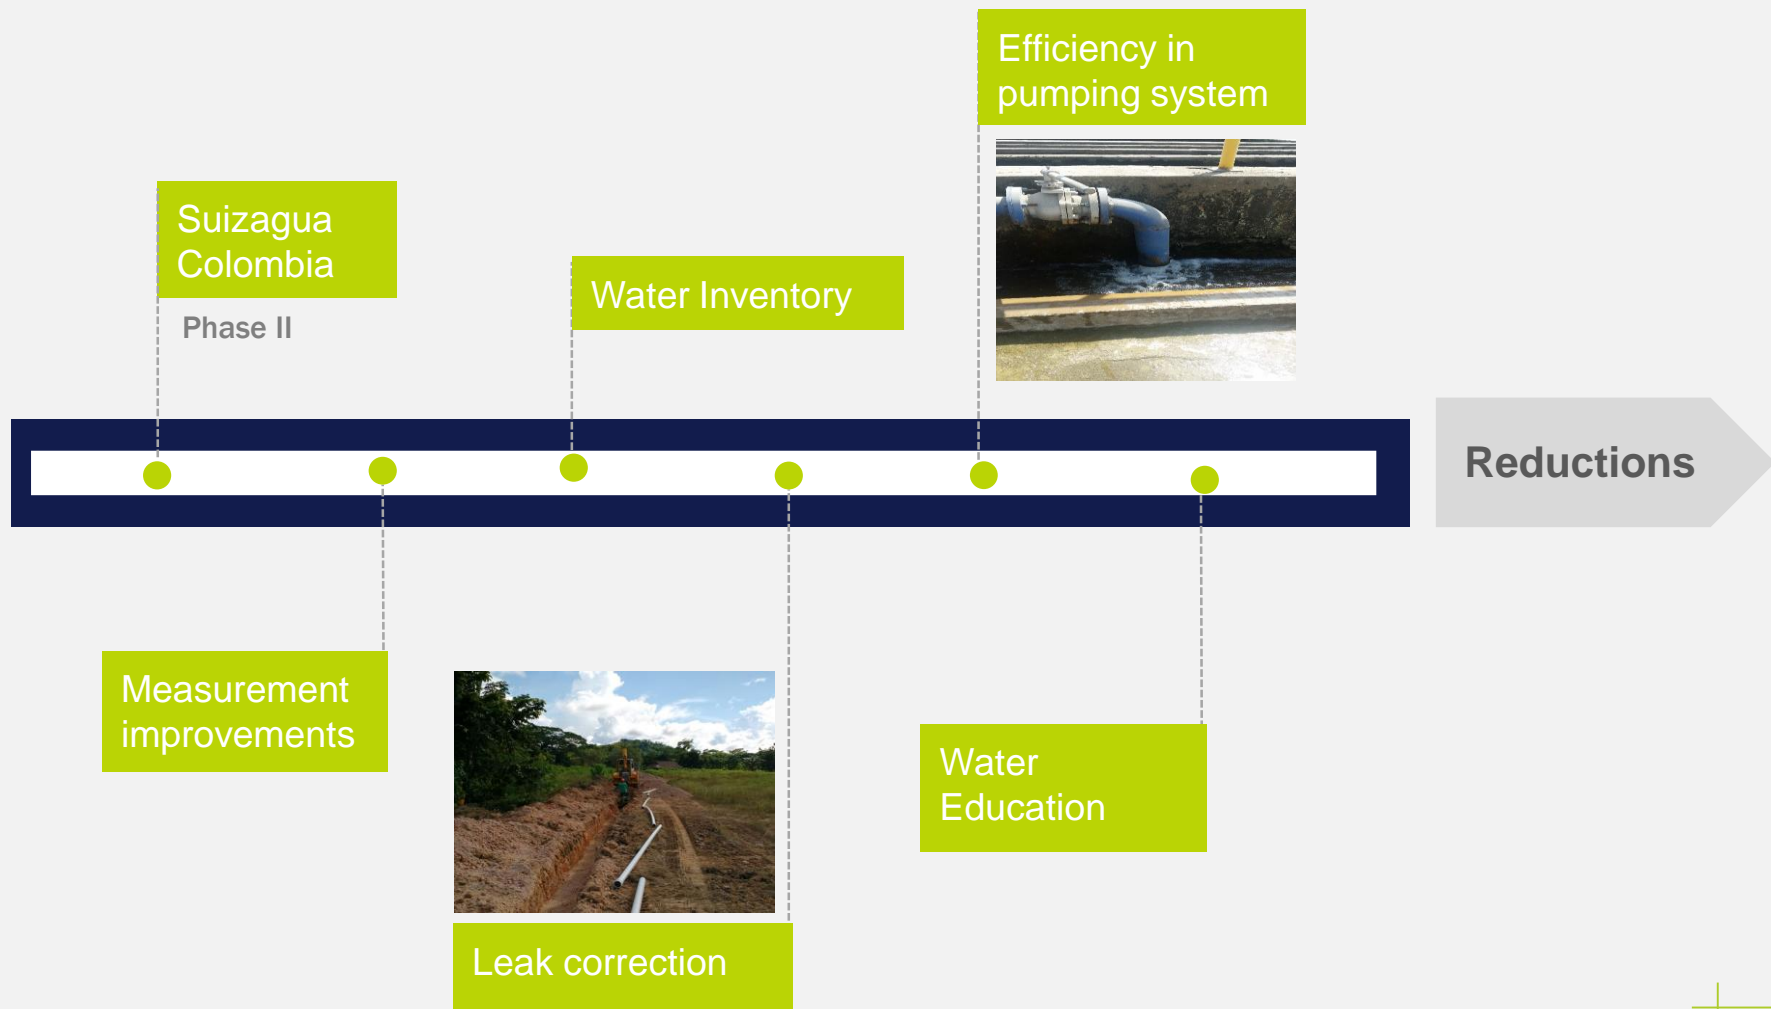 Efficiency in
pumping system
Suizagua
Colombia
Phase II
Water Inventory
Reductions
Measurement
improvements
Water
Education
Leak correction